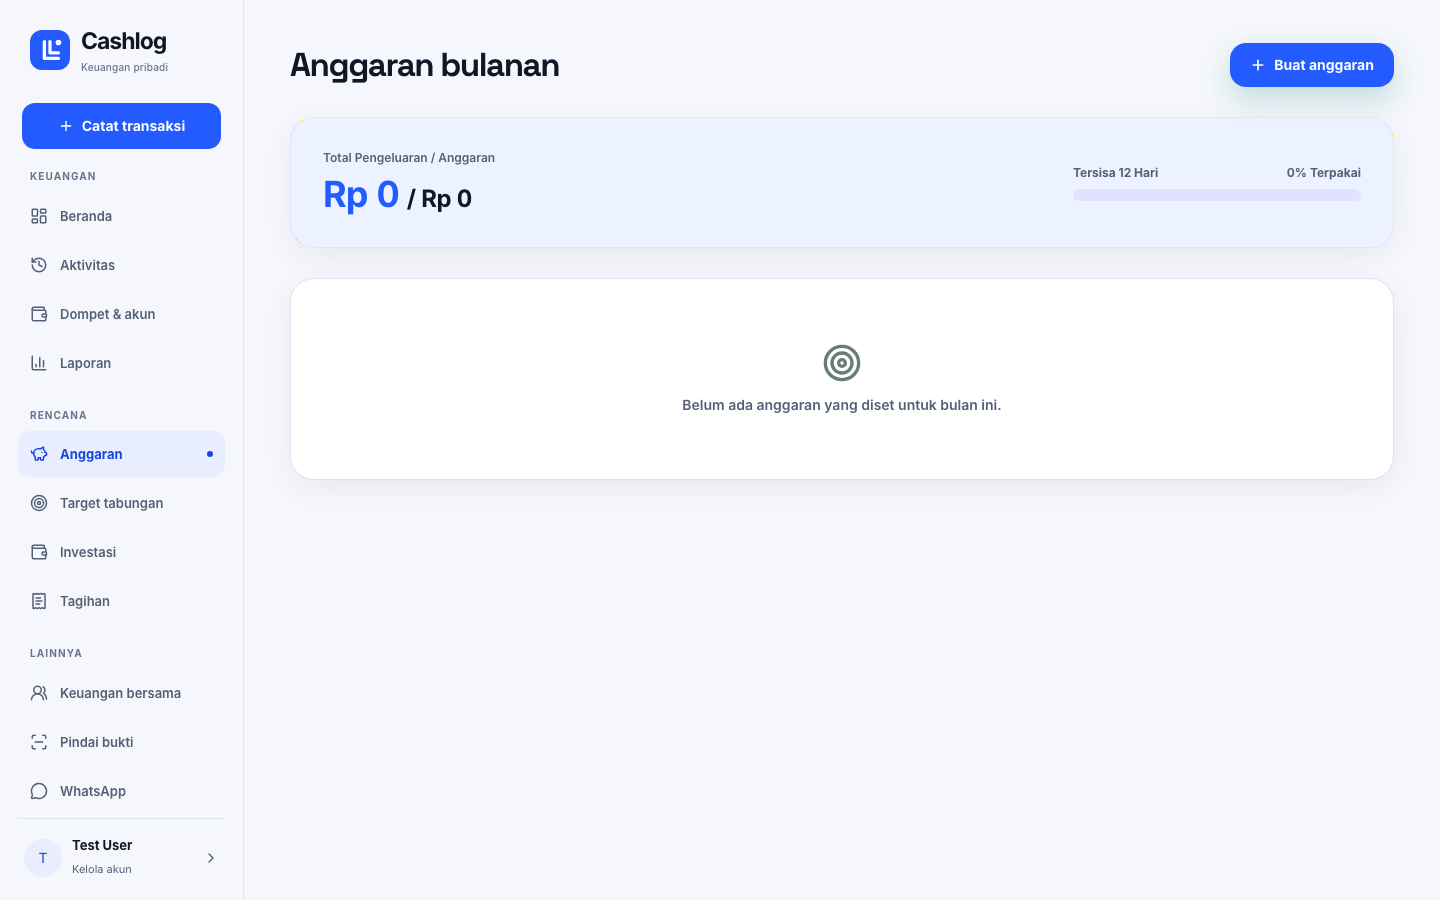 Cashlog
Keuangan pribadi
Catat transaksi
KEUANGAN
Beranda
Aktivitas
Dompet & akun
Laporan
RENCANA
Anggaran
Target tabungan
Investasi
Tagihan
LAINNYA
Keuangan bersama
Pindai bukti
WhatsApp
T
Test User
Kelola akun
Anggaran bulanan
Buat anggaran
Total Pengeluaran / Anggaran
Rp 0 / Rp 0
Tersisa 12 Hari
0% Terpakai
Belum ada anggaran yang diset untuk bulan ini.